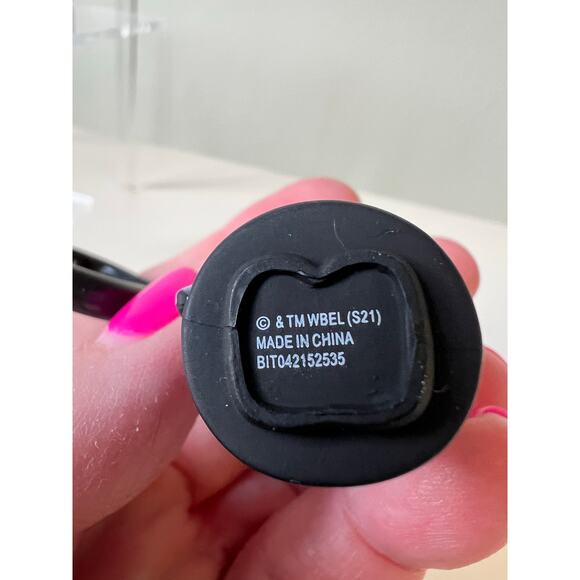 © & TM WBEL (S21)
MADE IN CHINA
BIT042152535